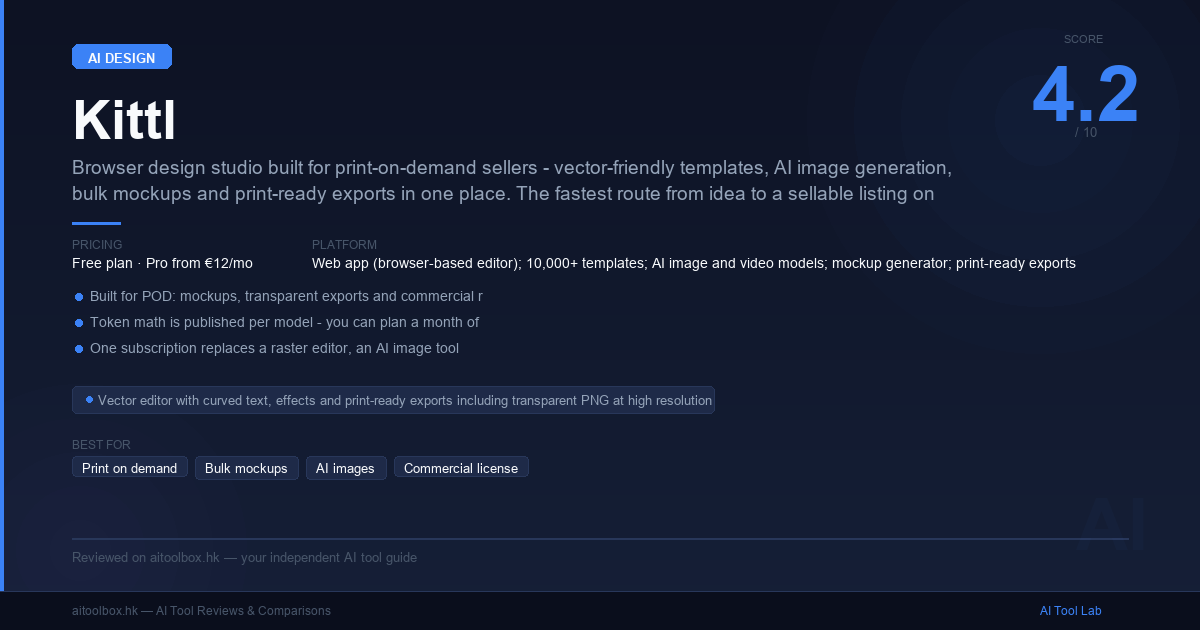 AI DESIGN
SCORE
4.2
/ 10
Kittl
Browser design studio built for print-on-demand sellers - vector-friendly templates, AI image generation,
bulk mockups and print-ready exports in one place. The fastest route from idea to a sellable listing on
PRICING
Free plan · Pro from €12/mo
PLATFORM
Web app (browser-based editor); 10,000+ templates; AI image and video models; mockup generator; print-ready exports
Built for POD: mockups, transparent exports and commercial r
Token math is published per model - you can plan a month of
One subscription replaces a raster editor, an AI image tool
Vector editor with curved text, effects and print-ready exports including transparent PNG at high resolution
BEST FOR
Print on demand
Bulk mockups
AI images
Commercial license
AI
Reviewed on aitoolbox.hk — your independent AI tool guide
aitoolbox.hk — AI Tool Reviews & Comparisons
AI Tool Lab